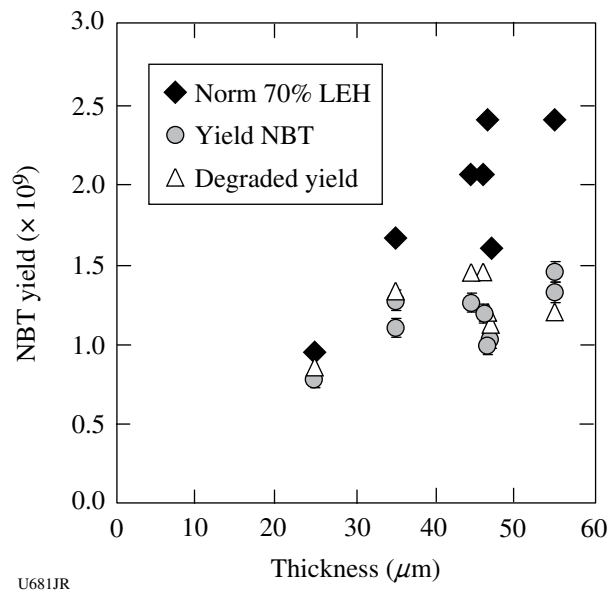 3.0
2.5
2.0
1.5
1.0
0.5
0.0
NBT yield (× 10⁹)
Norm 70% LEH
Yield NBT
Degraded yield
0 10 20 30 40 50 60
Thickness (μm)
U681JR